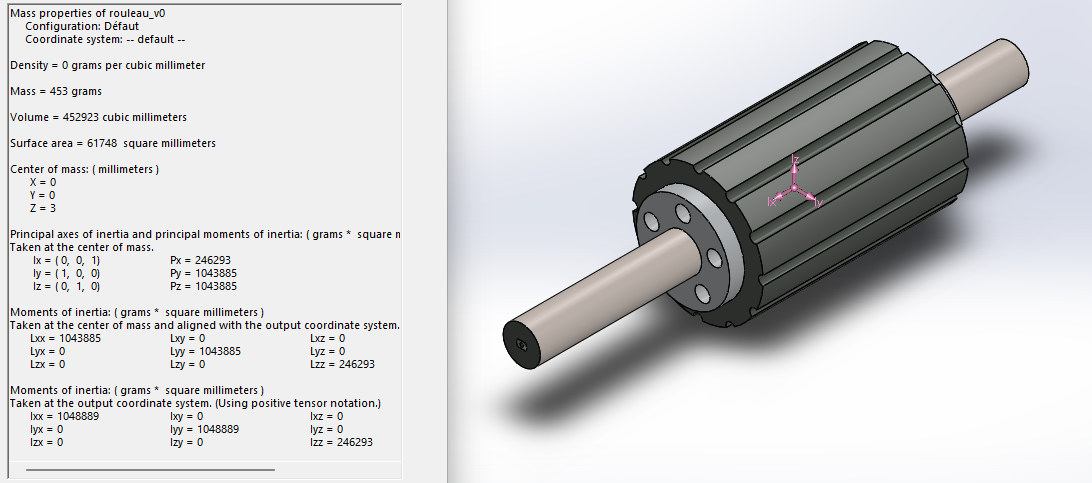 Mass properties of rouleau_v0
Configuration: Défaut
Coordinate system: -- default --
Density = 0 grams per cubic millimeter
Mass = 453 grams
Volume = 452923 cubic millimeters
Surface area = 61748 square millimeters
Center of mass: ( millimeters )
X = 0
Y = 0
Z = 3
Principal axes of inertia and principal moments of inertia: ( grams * square
Taken at the center of mass.
Ix = ( 0, 0, 1) Px = 246293
Iy = ( 1, 0, 0) Py = 1043885
Iz = ( 0, 1, 0) Pz = 1043885
Moments of inertia: ( grams * square millimeters )
Taken at the center of mass and aligned with the output coordinate system.
Lxx = 1043885 Lxy = 0 Lxz = 0
Lyx = 0 Lyy = 1043885 Lyz = 0
Lzx = 0 Lzy = 0 Lzz = 246293
Moments of inertia: ( grams * square millimeters )
Taken at the output coordinate system. (Using positive tensor notation.)
Ixx = 1048889 Ixy = 0 Ixz = 0
Iyx = 0 Iyy = 1048889 Iyz = 0
Izx = 0 Izy = 0 Izz = 246293
Iz
Ix
Iy